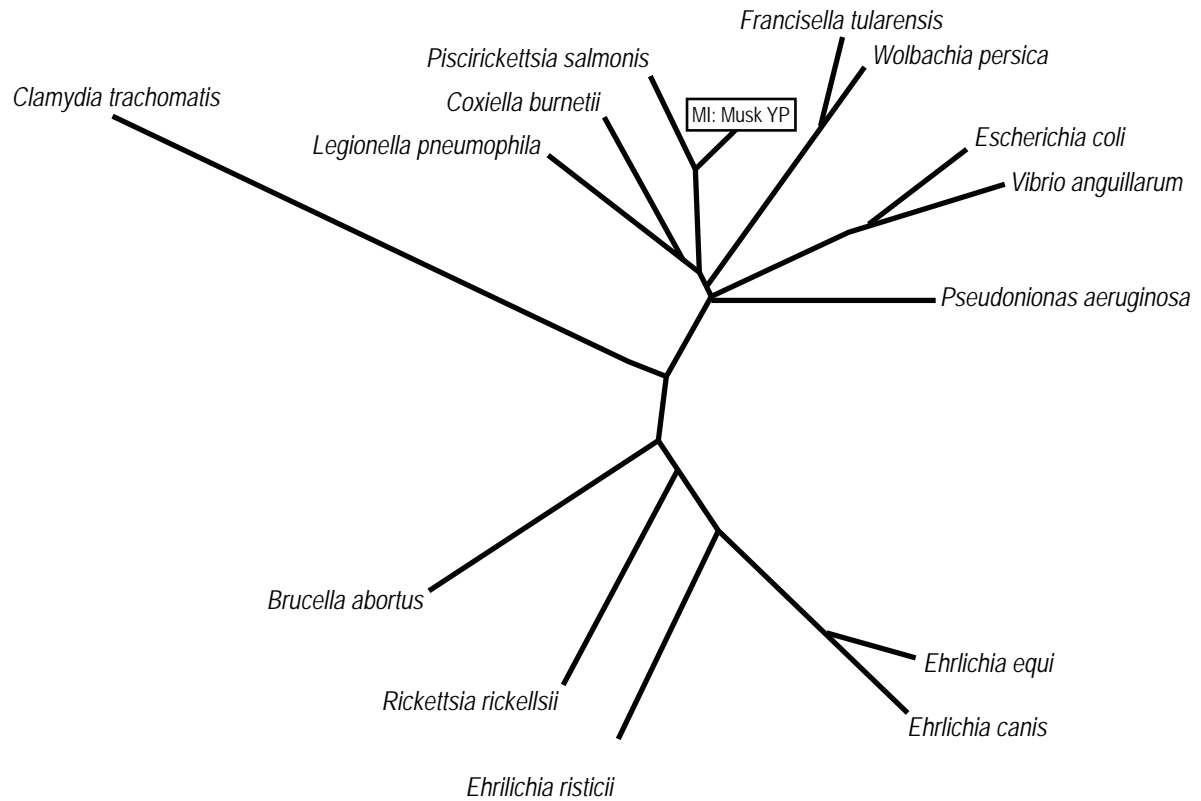 Francisella tularensis
Wolbachia persica
Piscirickettsia salmonis
Clamydia trachomatis
Coxiella burnetii
MI: Musk YP
Legionella pneumophila
Escherichia coli
Vibrio anguillarum
Pseudonionas aeruginosa
Brucella abortus
Ehrlichia equi
Rickettsia rickellsii
Ehrlichia canis
Ehrilichia risticii